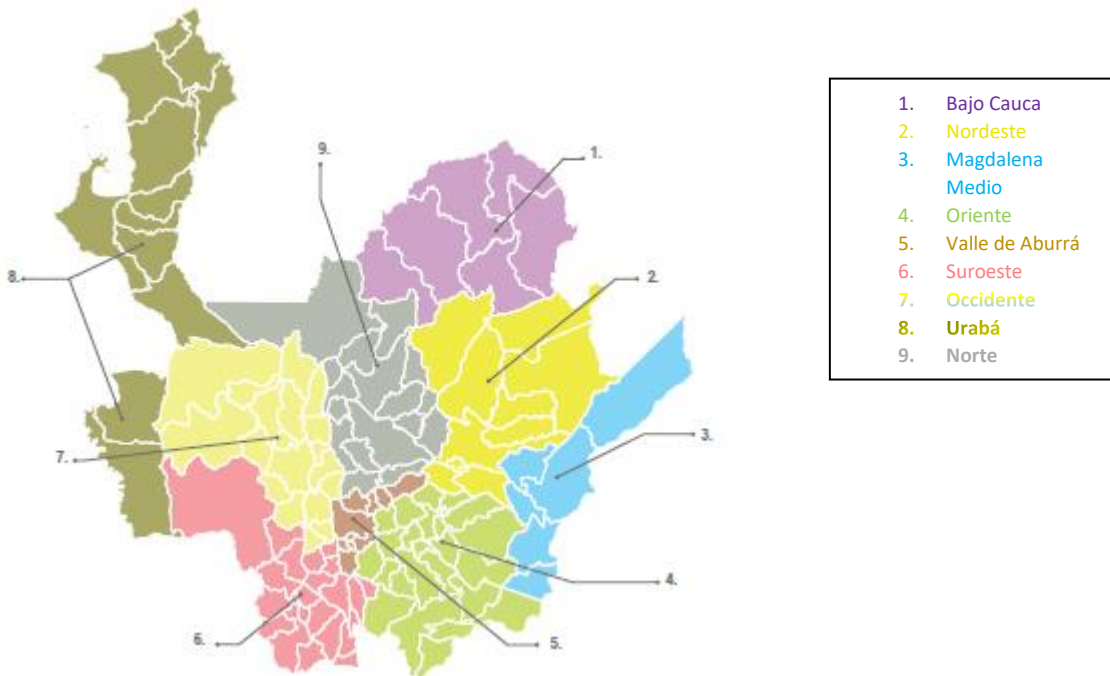 9.
1.
2.
8.
3.
7.
4.
6.
5.
1. Bajo Cauca
2. Nordeste
3. Magdalena
Medio
4. Oriente
5. Valle de Aburrá
6. Suroeste
7. Occidente
8. Urabá
9. Norte